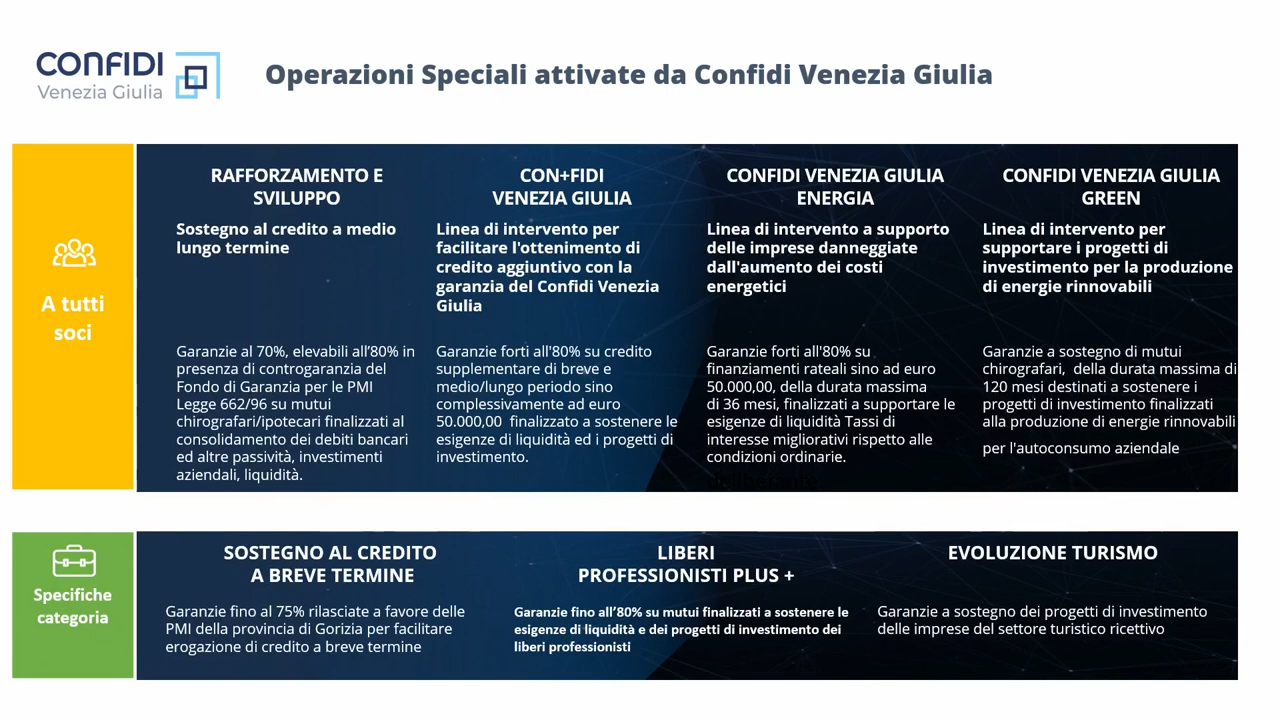 CONFIDI
Venezia Giulia
Operazioni Speciali attivate da Confidi Venezia Giulia
A tutti
soci
RAFFORZAMENTO E
SVILUPPO
Sostegno al credito a medio
lungo termine
Garanzie al 70%, elevabili all’80% in
presenza di controgaranzia del
Fondo di Garanzia per le PMI
Legge 662/96 su mutui
chirografari/ipotecari finalizzati al
consolidamento dei debiti bancari
ed altre passività, investimenti
aziendali, liquidità.
CON+FIDI
VENEZIA GIULIA
Linea di intervento per
facilitare l'ottenimento di
credito aggiuntivo con la
garanzia del Confidi Venezia
Giulia
Garanzie forti all'80% su credito
supplementare di breve e
medio/lungo periodo sino
complessivamente ad euro
50.000,00 finalizzato a sostenere le
esigenze di liquidità ed i progetti di
investimento.
CONFIDI VENEZIA GIULIA
ENERGIA
Linea di intervento a supporto
delle imprese danneggiate
dall'aumento dei costi
energetici
Garanzie forti all'80% su
finanziamenti rateali sino ad euro
50.000,00, della durata massima
di 36 mesi, finalizzati a supportare le
esigenze di liquidità Tassi di
interesse migliorativi rispetto alle
condizioni ordinarie.
deliberante
CONFIDI VENEZIA GIULIA
GREEN
Linea di intervento per
supportare i progetti di
investimento per la produzione
di energie rinnovabili
Garanzie a sostegno di mutui
chirografari, della durata massima di
120 mesi destinati a sostenere i
progetti di investimento finalizzati
alla produzione di energie rinnovabili
per l'autoconsumo aziendale
Specifiche
categoria
SOSTEGNO AL CREDITO
A BREVE TERMINE
Garanzie fino al 75% rilasciate a favore delle
PMI della provincia di Gorizia per facilitare
erogazione di credito a breve termine
LIBERI
PROFESSIONISTI PLUS +
Garanzie fino all’80% su mutui finalizzati a sostenere le
esigenze di liquidità e dei progetti di investimento dei
liberi professionisti
EVOLUZIONE TURISMO
Garanzie a sostegno dei progetti di investimento
delle imprese del settore turistico ricettivo